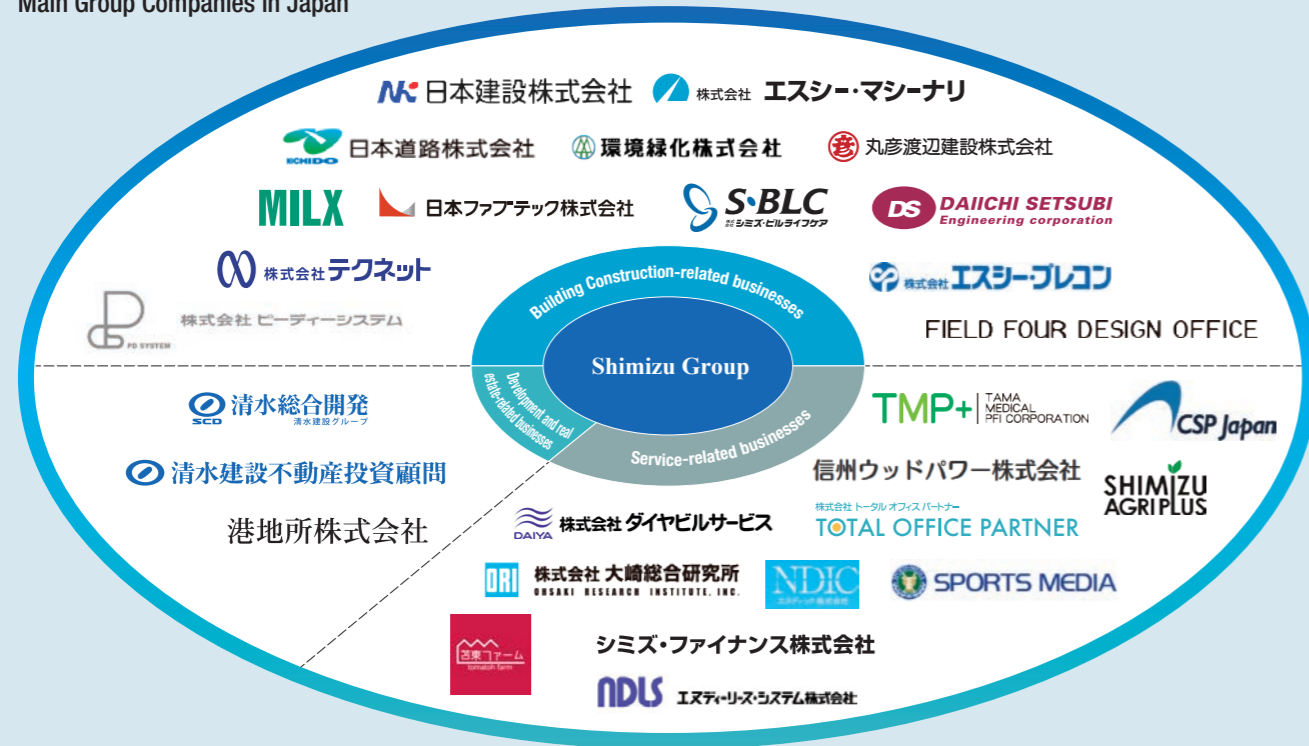 Main Group Companies in Japan
日本建設株式会社
株式会社 エスシー・マシーナリ
NICHIDO
日本道路株式会社
環境緑化株式会社
丸彦渡辺建設株式会社
MILX
日本ファブテック株式会社
S・BLC
株式会社シミズ・ビルライフケア
DS
DAIICHI SETSUBI
Engineering corporation
株式会社 テクネット
株式会社エスシー・プレコン
PD SYSTEM
株式会社 ピーディーシステム
FIELD FOUR DESIGN OFFICE
Building Construction-related businesses
Shimizu Group
Development and real
estate-related businesses
Service-related businesses
SCD
清水総合開発
清水建設グループ
清水建設不動産投資顧問
港地所株式会社
TMP+
TAMA
MEDICAL
PFI CORPORATION
CSP Japan
信州ウッドパワー株式会社
SHIMIZU
AGRIPLUS
DAIYA
株式会社 ダイヤビルサービス
株式会社 トータル オフィス パートナー
TOTAL OFFICE PARTNER
ORI
株式会社 大崎総合研究所
OHSAKI RESEARCH INSTITUTE, INC.
NDIC
エヌディック株式会社
SPORTS MEDIA
苫東ファーム
tomatoh farm
シミズ・ファイナンス株式会社
NDLS
エヌディーリース・システム株式会社